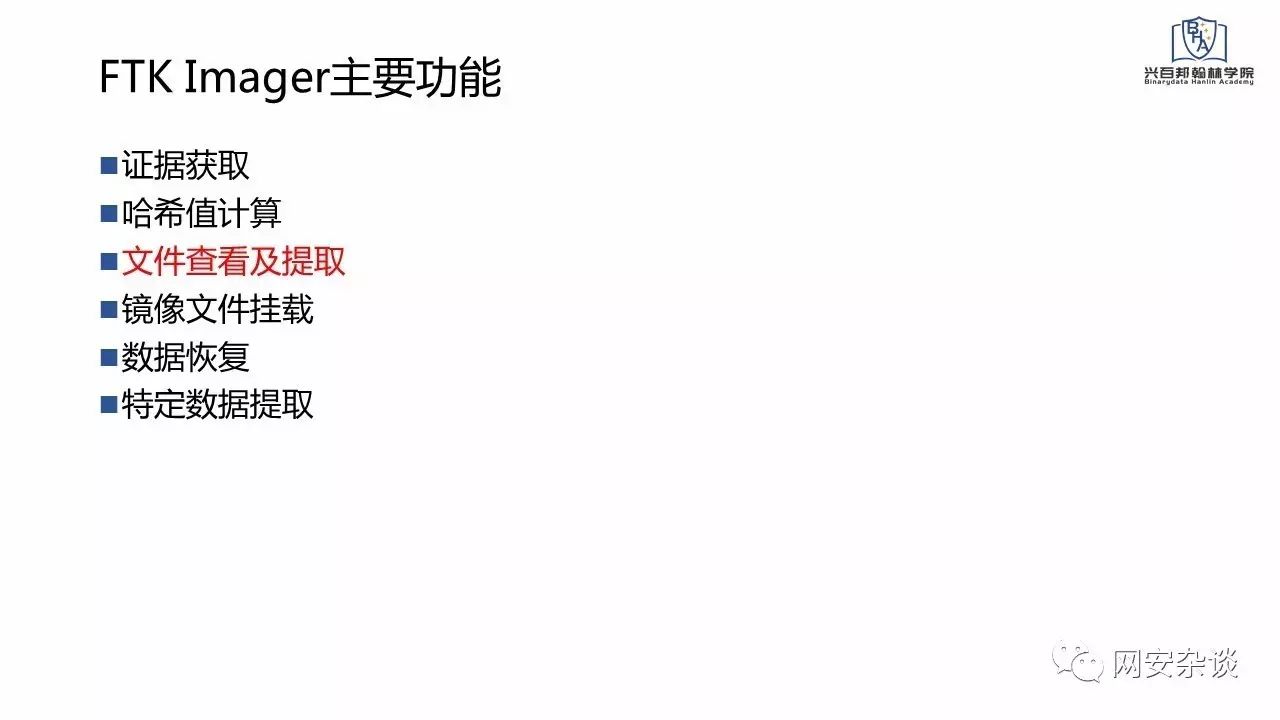 BHA
兴百邦翰林学院
Binarydata Hanlin Academy
FTK Imager主要功能
证据获取
哈希值计算
文件查看及提取
镜像文件挂载
数据恢复
特定数据提取
网安杂谈